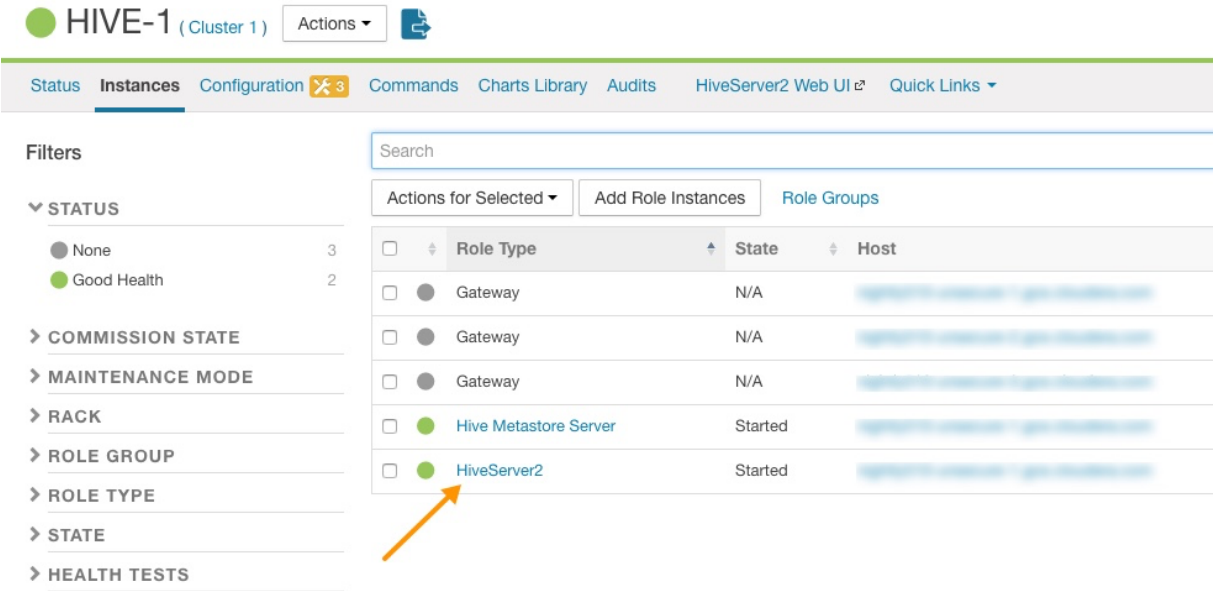 HIVE-1 ( Cluster 1 ) Actions
Status Instances Configuration 3 Commands Charts Library Audits HiveServer2 Web UI Quick Links
Filters
Search
STATUS
Actions for Selected Add Role Instances Role Groups
None 3
Role Type State Host
Good Health 2
Gateway N/A
COMMISSION STATE
Gateway N/A
MAINTENANCE MODE
Gateway N/A
RACK
Hive Metastore Server Started
ROLE GROUP
HiveServer2 Started
ROLE TYPE
STATE
HEALTH TESTS